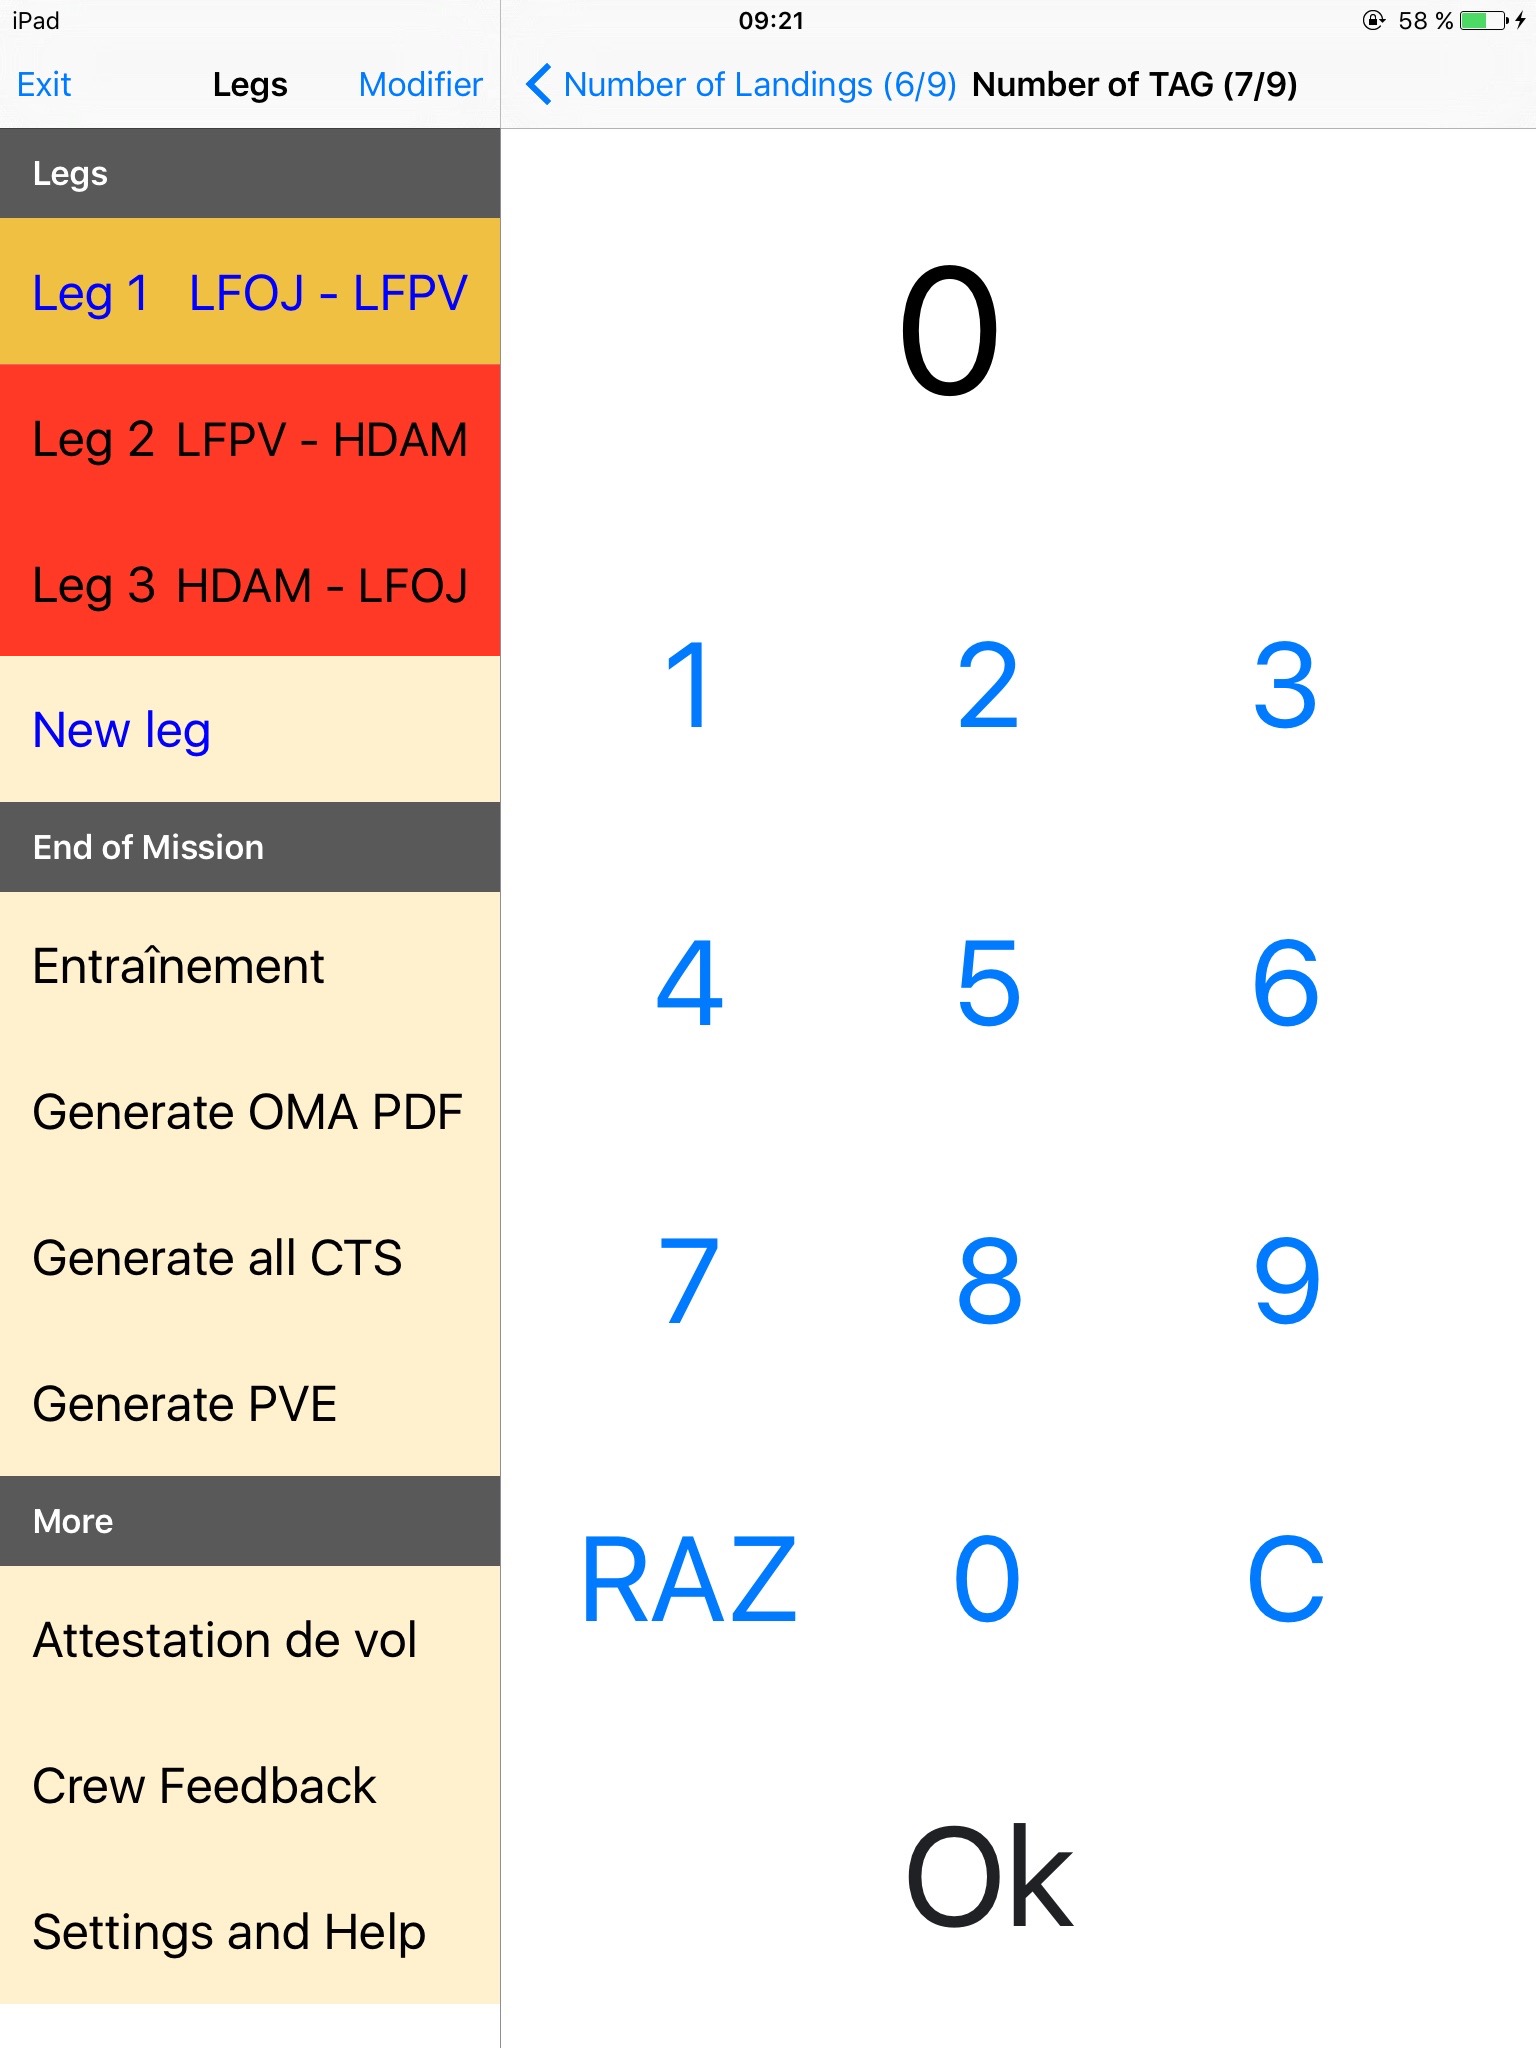 iPad 09:21 58 %
Exit Legs Modifier Number of Landings (6/9) Number of TAG (7/9)
Legs
Leg 1 LFOJ - LFPV
Leg 2 LFPV - HDAM
Leg 3 HDAM - LFOJ
New leg
End of Mission
Entraînement
Generate OMA PDF
Generate all CTS
Generate PVE
More
Attestation de vol
Crew Feedback
Settings and Help
0
1 2 3
4 5 6
7 8 9
RAZ 0 C
Ok